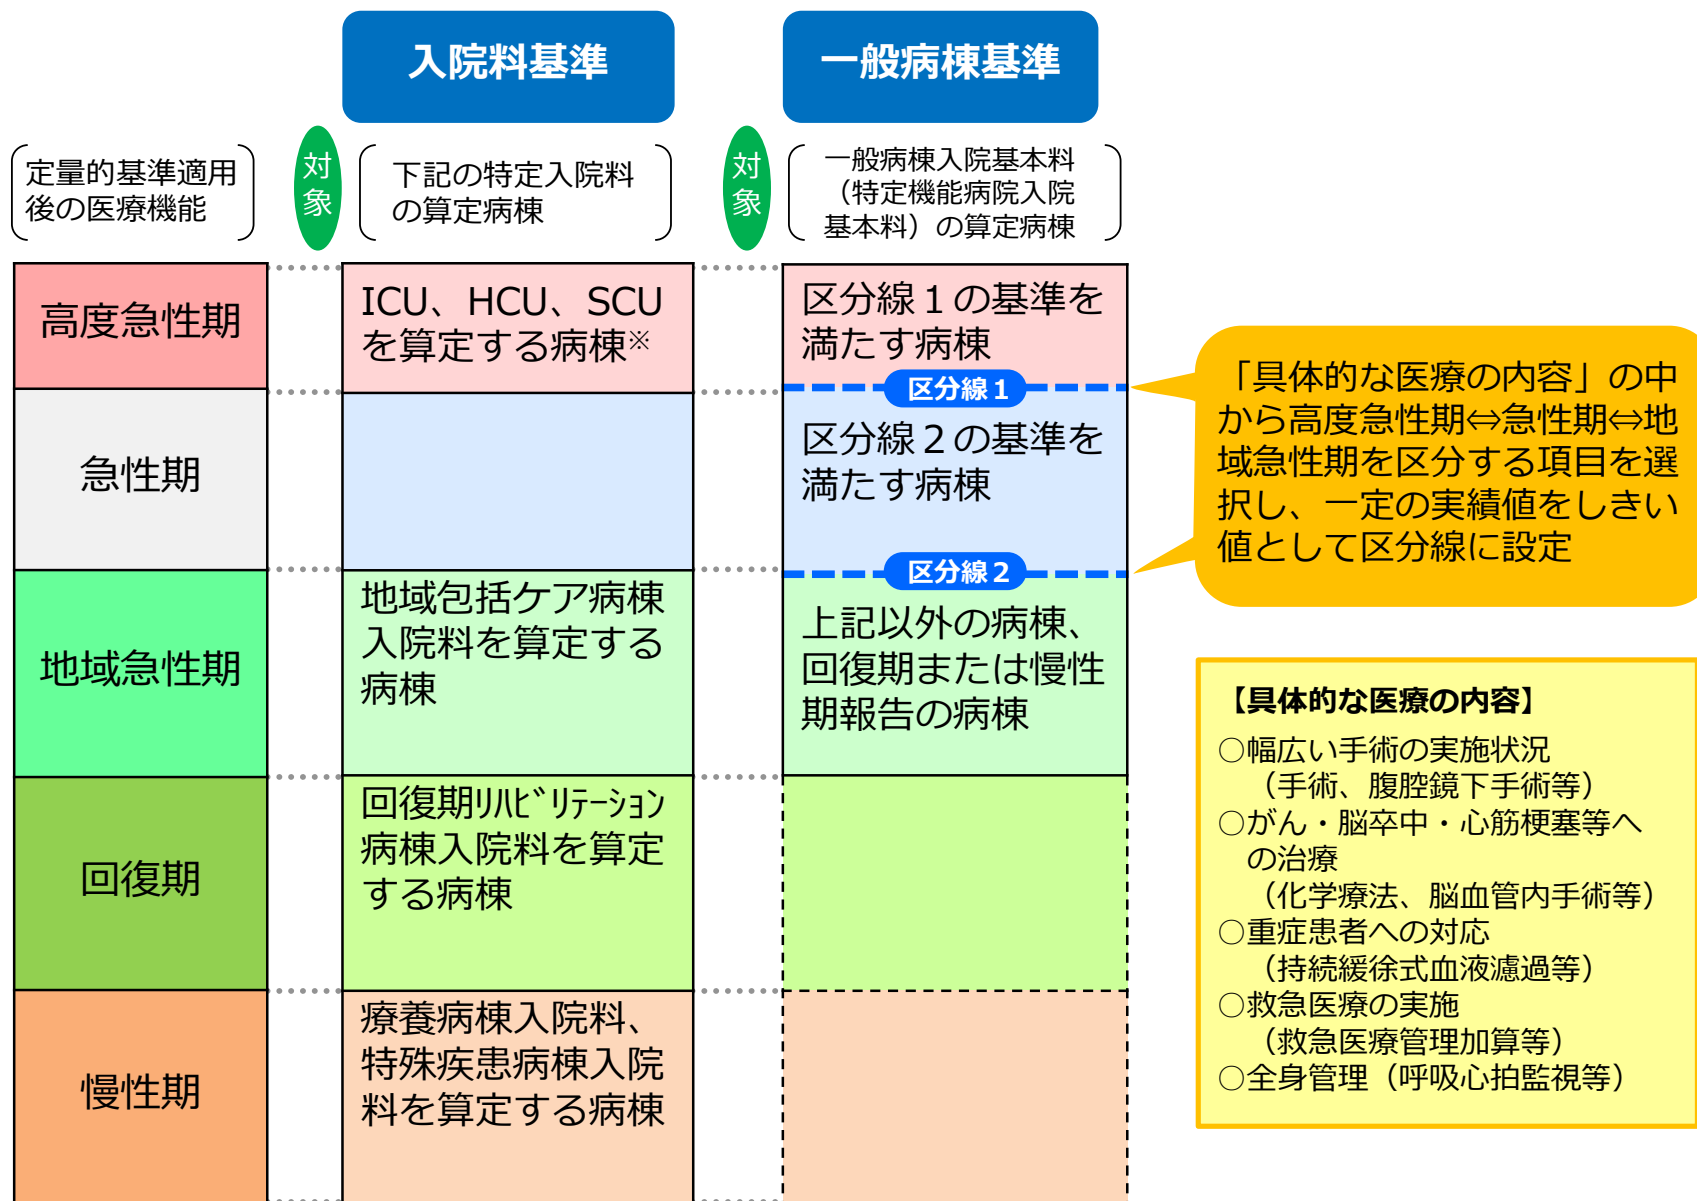 入院料基準
一般病棟基準
定量的基準適用
後の医療機能
対
象
下記の特定入院料
の算定病棟
対
象
一般病棟入院基本料
（特定機能病院入院
基本料）の算定病棟
高度急性期
ICU、HCU、SCU
を算定する病棟※
区分線１の基準を
満たす病棟
区分線１
急性期
区分線２の基準を
満たす病棟
区分線２
「具体的な医療の内容」の中
から高度急性期⇔急性期⇔地
域急性期を区分する項目を選
択し、一定の実績値をしきい
値として区分線に設定
地域急性期
地域包括ケア病棟
入院料を算定する
病棟
上記以外の病棟、
回復期または慢性
期報告の病棟
回復期
回復期ﾘﾊﾋﾞﾘﾃｰｼｮﾝ
病棟入院料を算定
する病棟
慢性期
療養病棟入院料、
特殊疾患病棟入院
料を算定する病棟
【具体的な医療の内容】
○幅広い手術の実施状況
（手術、腹腔鏡下手術等）
○がん・脳卒中・心筋梗塞等へ
の治療
（化学療法、脳血管内手術等）
○重症患者への対応
（持続緩徐式血液濾過等）
○救急医療の実施
（救急医療管理加算等）
○全身管理（呼吸心拍監視等）